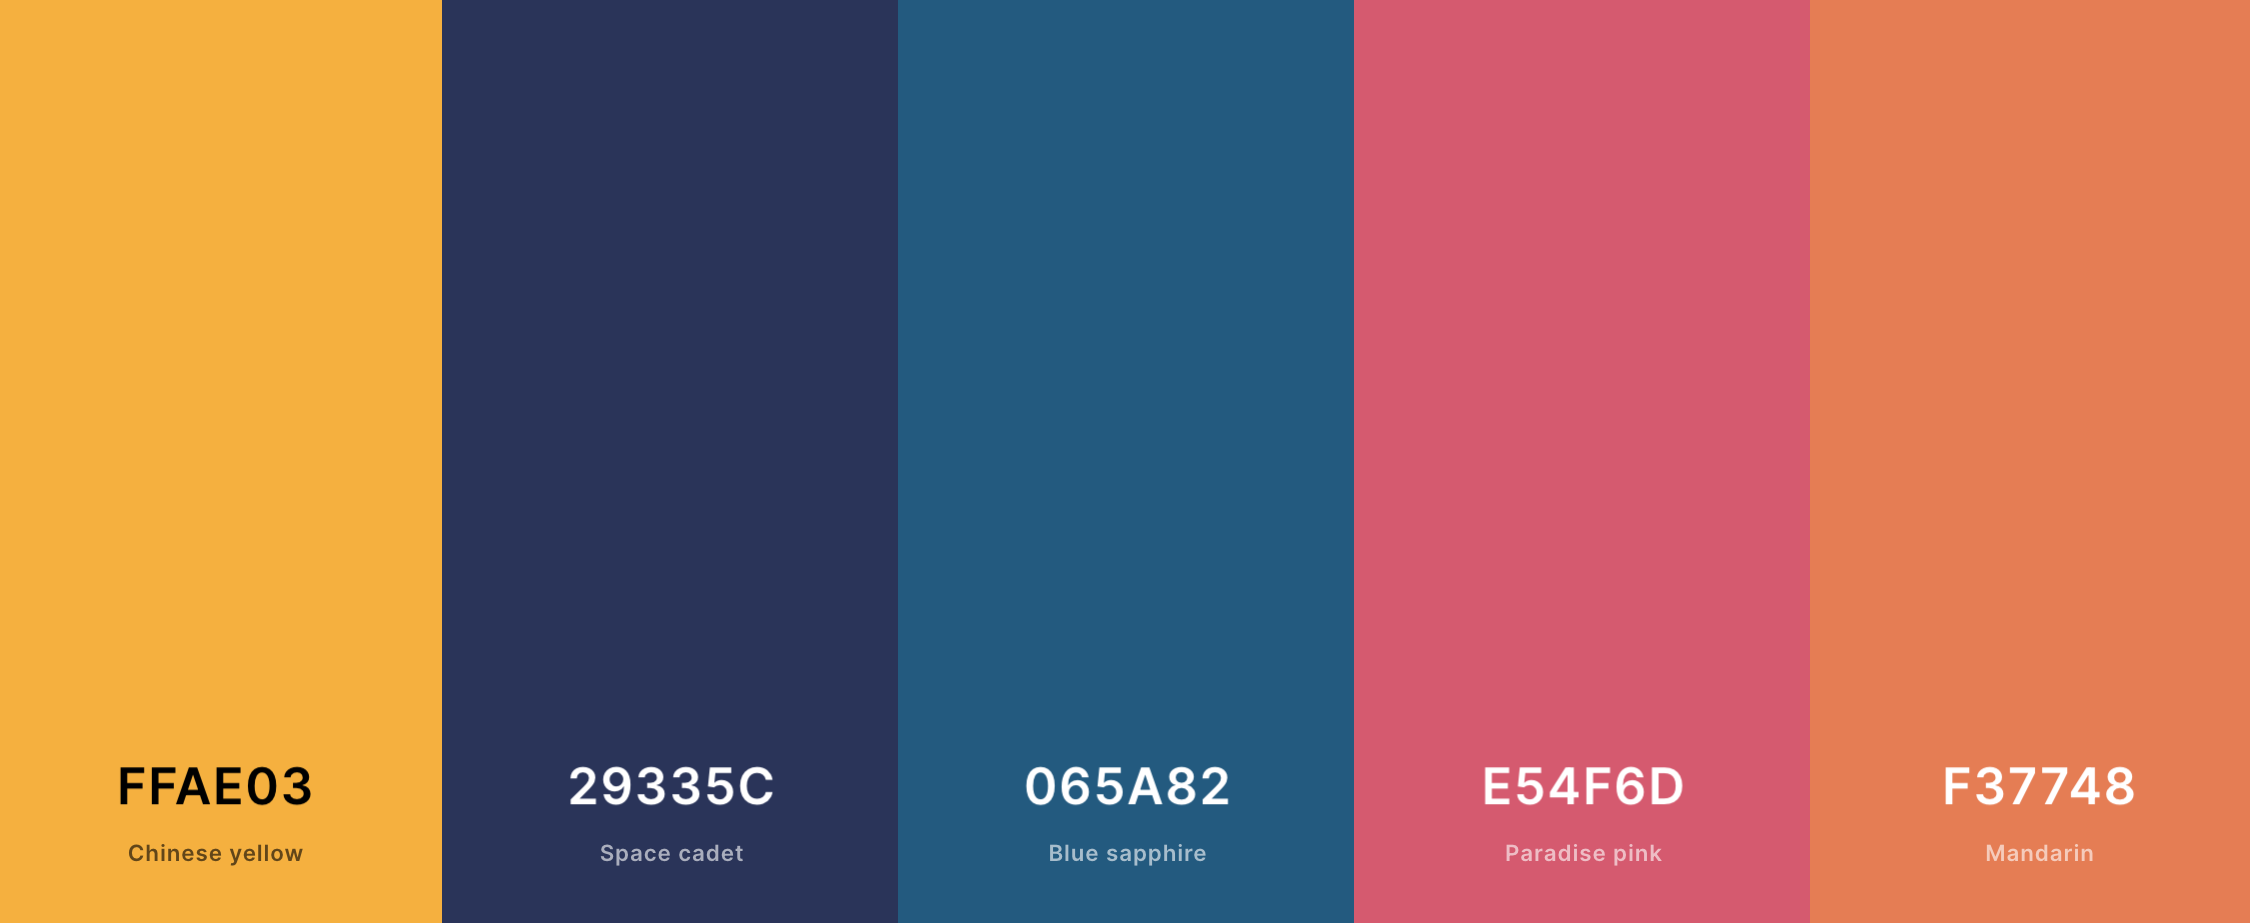 FFAE03
Chinese yellow
29335C
Space cadet
065A82
Blue sapphire
E54F6D
Paradise pink
F37748
Mandarin